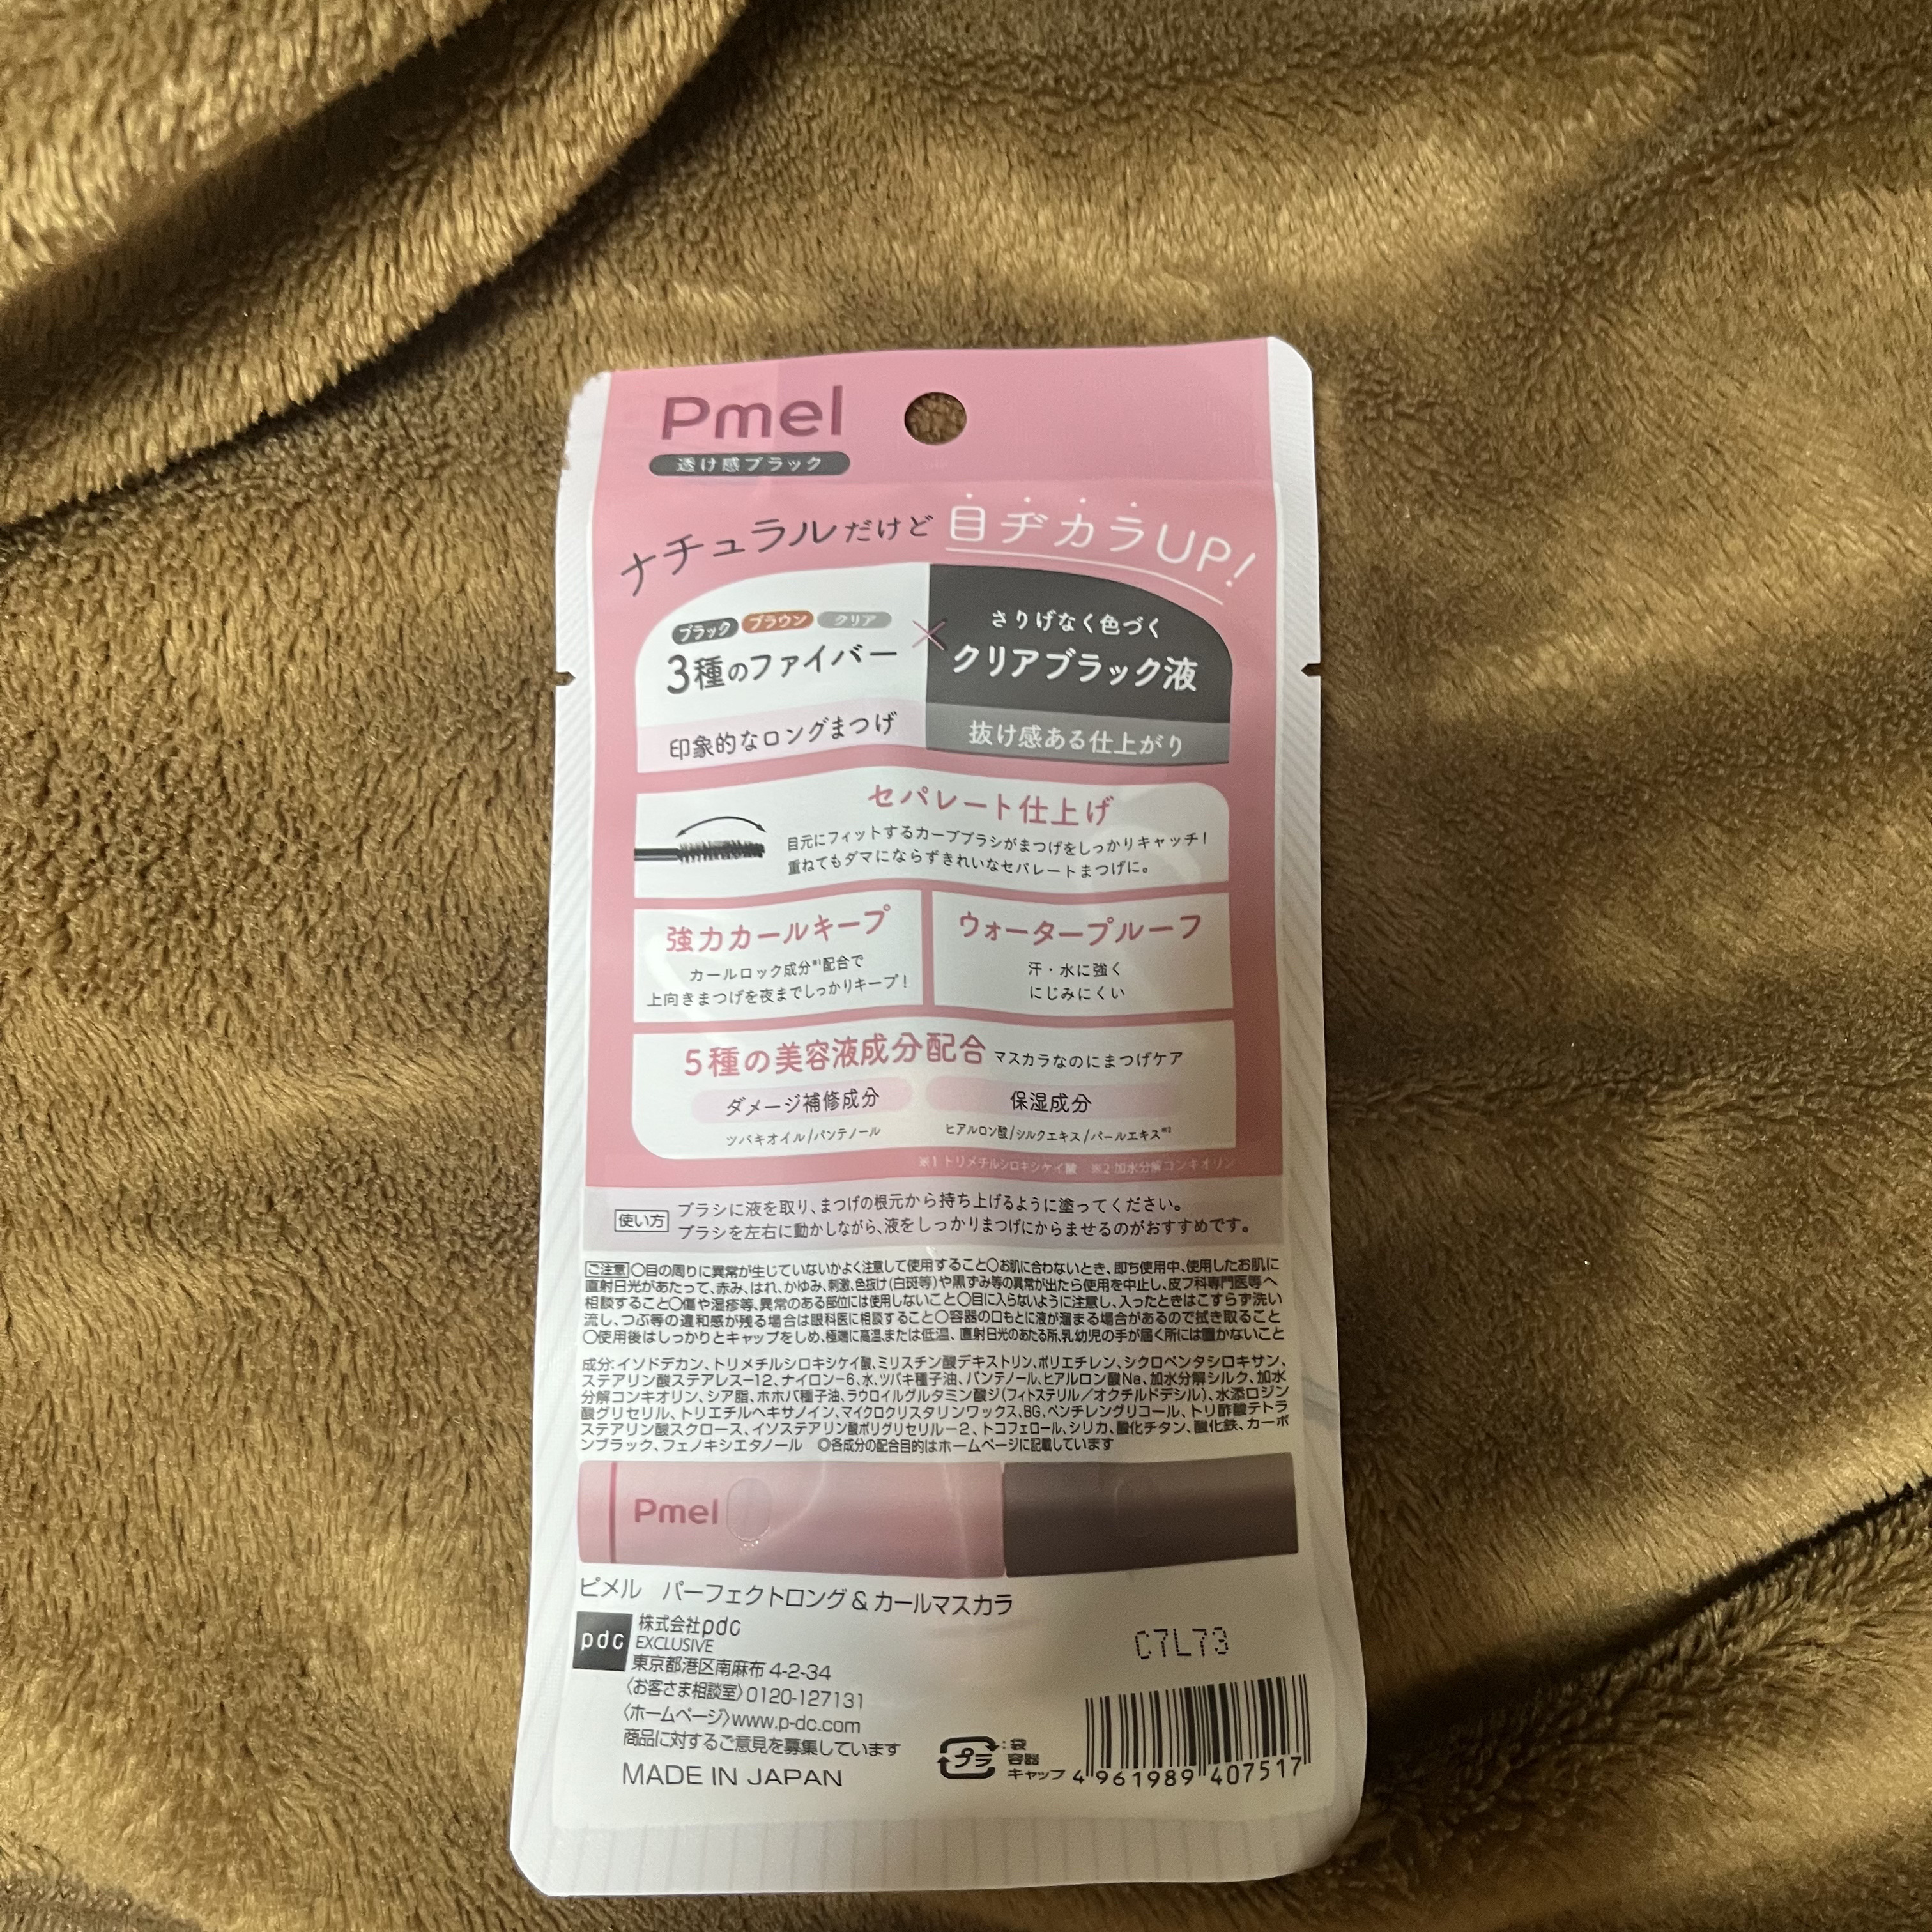 Pmel
透け感ブラック
ナチュラルだけど 目ヂカラUP!
ブラック ブラウン クリア
3種のファイバー
印象的なロングまつげ
×
さりげなく色づく
クリアブラック液
抜け感ある仕上がり
セパレート仕上げ
目元にフィットするカーブブラシがまつげをしっかりキャッチ!
重ねてもダマにならずきれいなセパレートまつげに。
強力カールキープ
カールロック成分※1配合で
上向きまつげを夜までしっかりキープ!
ウォータープルーフ
汗・水に強く
にじみにくい
5種の美容液成分配合 マスカラなのにまつげケア
ダメージ補修成分
ツバキオイル/パンテノール
保湿成分
ヒアルロン酸/シルクエキス/パールエキス※2
※1 トリメチルシロキシケイ酸 ※2 加水分解コンキオリン
使い方
ブラシに液を取り、まつげの根元から持ち上げるように塗ってください。
ブラシを左右に動かしながら、液をしっかりまつげにからませるのがおすすめです。
ご注意 〇目の周りに異常が生じていないかよく注意して使用すること〇お肌に合わないとき、即ち使用中、使用したお肌に
直射日光があたって、赤み、はれ、かゆみ、刺激、色抜け(白斑等)や黒ずみ等の異常が出たら使用を中止し、皮フ科専門医等へ
相談すること〇傷や湿疹等、異常のある部位には使用しないこと〇目に入らないように注意し、入ったときはこすらず洗い
流し、つぶ等の違和感が残る場合は眼科医に相談すること〇容器の口もとに液が溜まる場合があるので拭き取ること
〇使用後はしっかりとキャップをしめ、極端に高温、または低温、直射日光のあたる所、乳幼児の手が届く所には置かないこと
成分：イソドデカン、トリメチルシロキシケイ酸、ミリスチン酸デキストリン、ポリエチレン、シクロペンタシロキサン、
ステアリン酸ステアレス-12、ナイロン-6、水、ツバキ種子油、パンテノール、ヒアルロン酸Na、加水分解シルク、加水
分解コンキオリン、シア脂、ホホバ種子油、ラウロイルグルタミン酸ジ(フィトステリル/オクチルドデシル)、水添ロジン
酸グリセリル、トリエチルヘキサノイン、マイクロクリスタリンワックス、BG、ペンチレングリコール、トリ酢酸テトラ
ステアリン酸スクロース、イソステアリン酸ポリグリセリル-2、トコフェロール、シリカ、酸化チタン、酸化鉄、カーボ
ンブラック、フェノキシエタノール ◎各成分の配合目的はホームページに記載しています
Pmel
ピメル パーフェクトロング&カールマスカラ
pdc
株式会社pdc
EXCLUSIVE
東京都港区南麻布 4-2-34
〈お客さま相談室〉0120-127131
〈ホームページ〉www.p-dc.com
商品に対するご意見を募集しています
MADE IN JAPAN
C7L73
プラ
:袋
容器
キャップ
4 961989 407517